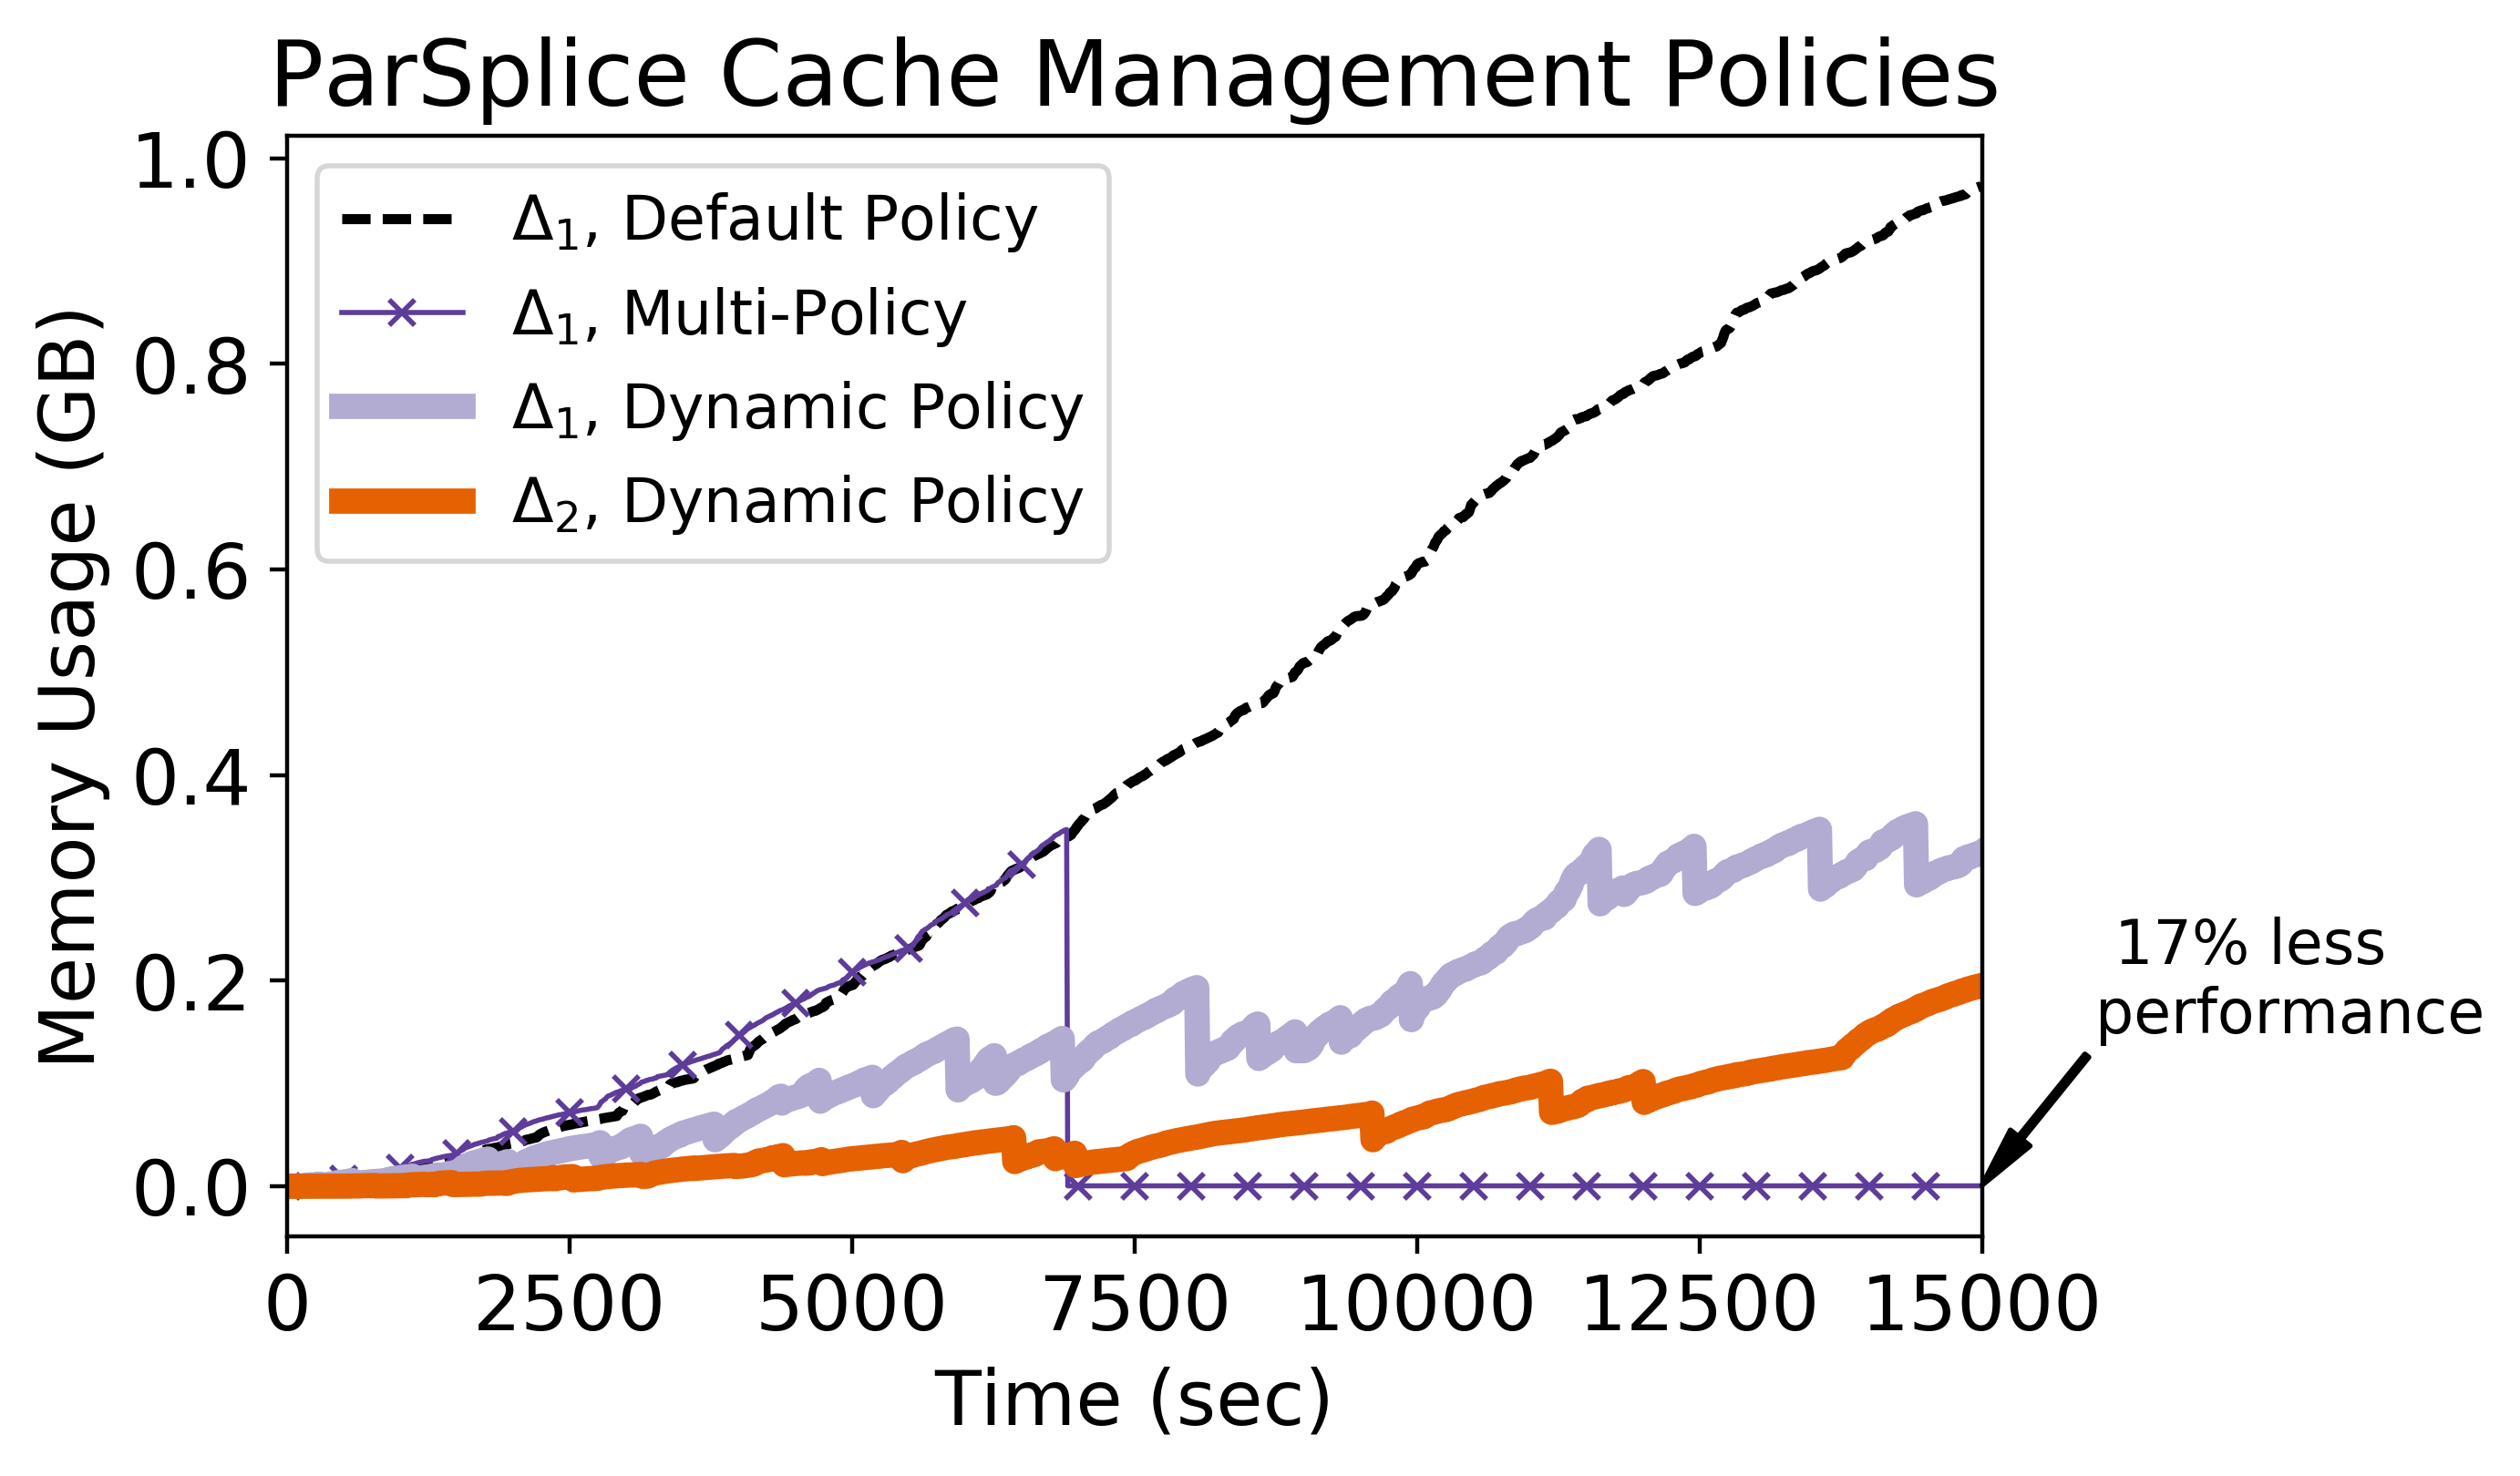 ParSplice Cache Management Policies
Memory Usage (GB)
1.0
0.8
0.6
0.4
0.2
0.0
Δ₁, Default Policy
Δ₁, Multi-Policy
Δ₁, Dynamic Policy
Δ₂, Dynamic Policy
17% less
performance
0 2500 5000 7500 10000 12500 15000
Time (sec)